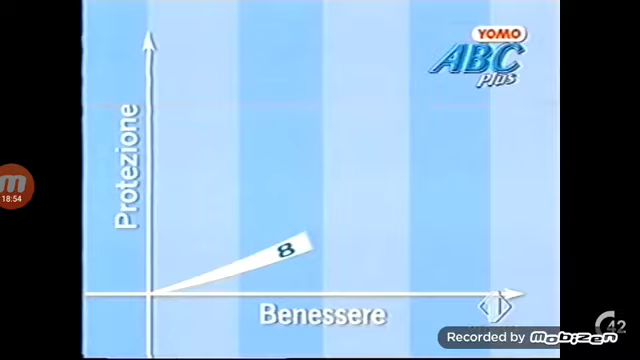 YOMO
ABC
Plus
Protezione
18:54
8
Benessere
42
Recorded by Mobizen